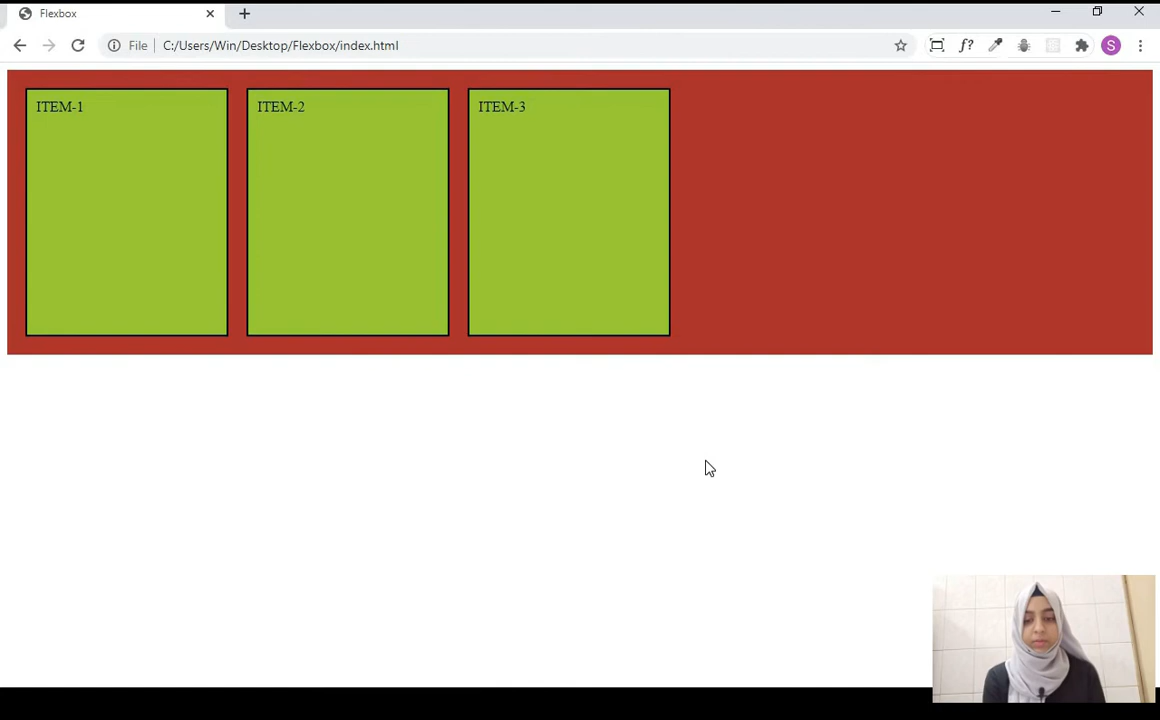 Flexbox
File C:/Users/Win/Desktop/Flexbox/index.html
f?
S
ITEM-1 ITEM-2 ITEM-3